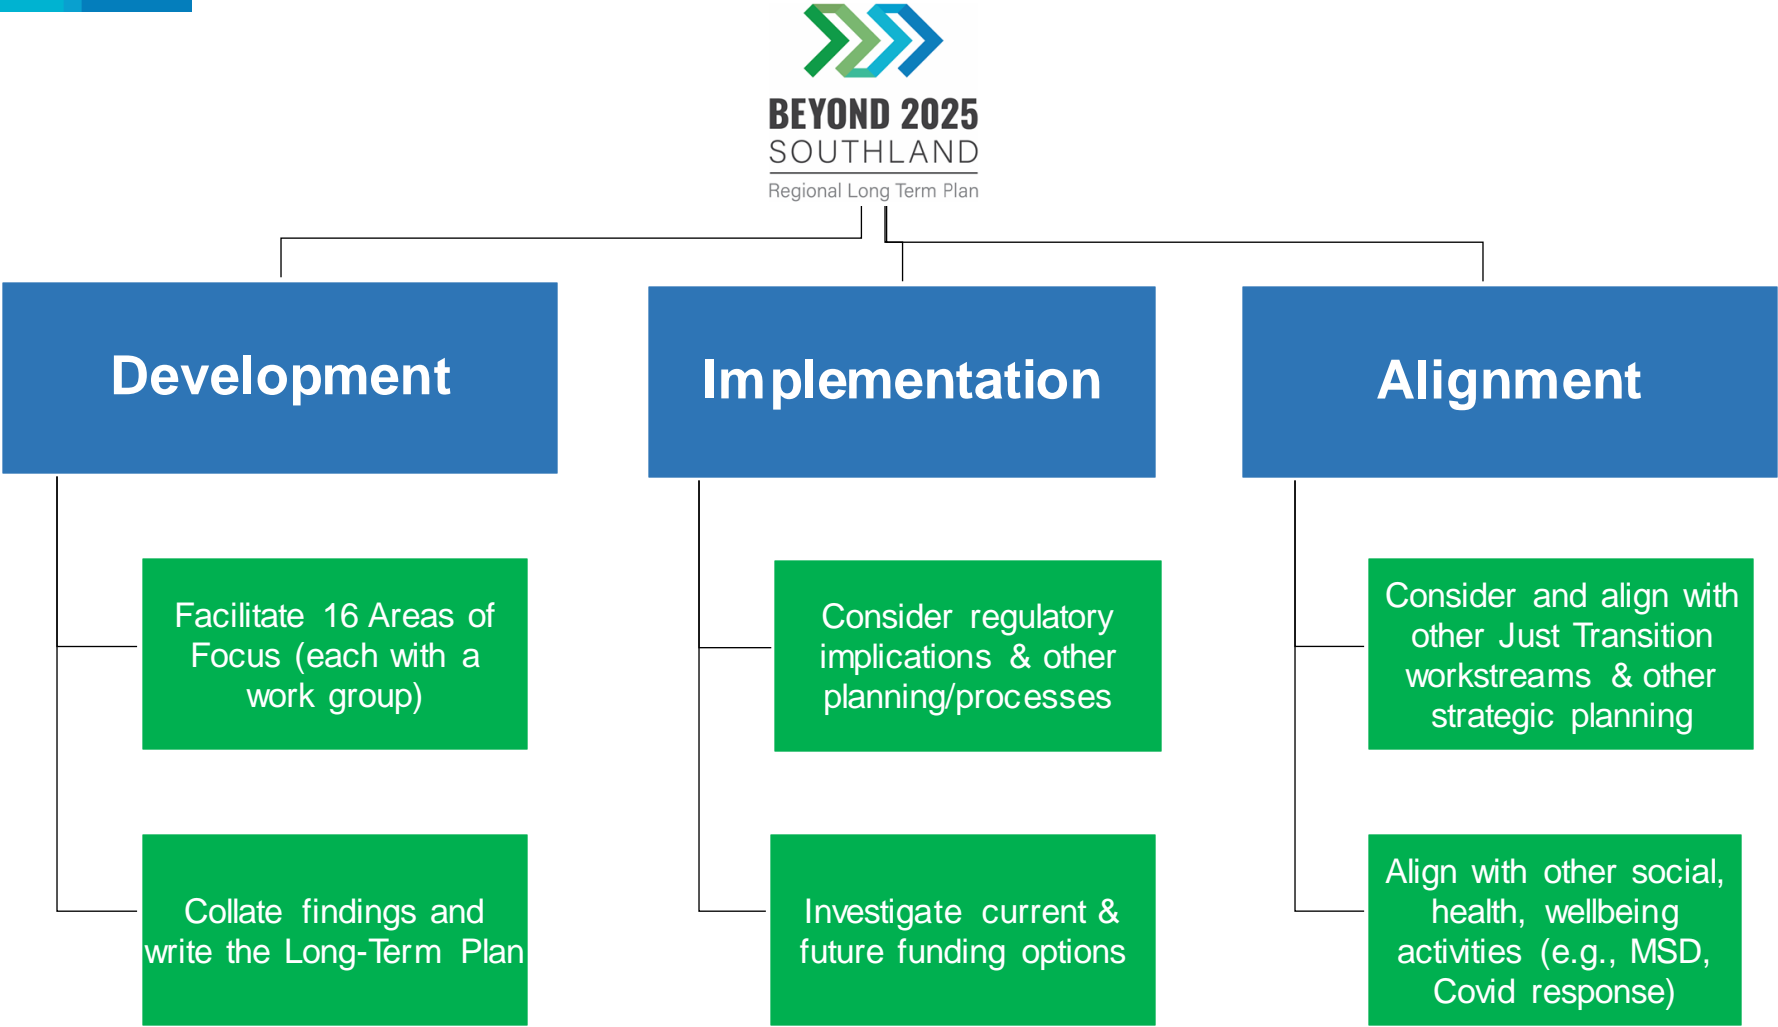 BEYOND 2025
SOUTHLAND
Regional Long Term Plan
Development
Implementation
Alignment
Facilitate 16 Areas of
Focus (each with a
work group)
Consider regulatory
implications & other
planning/processes
Consider and align with
other Just Transition
workstreams & other
strategic planning
Collate findings and
write the Long-Term Plan
Investigate current &
future funding options
Align with other social,
health, wellbeing
activities (e.g., MSD,
Covid response)